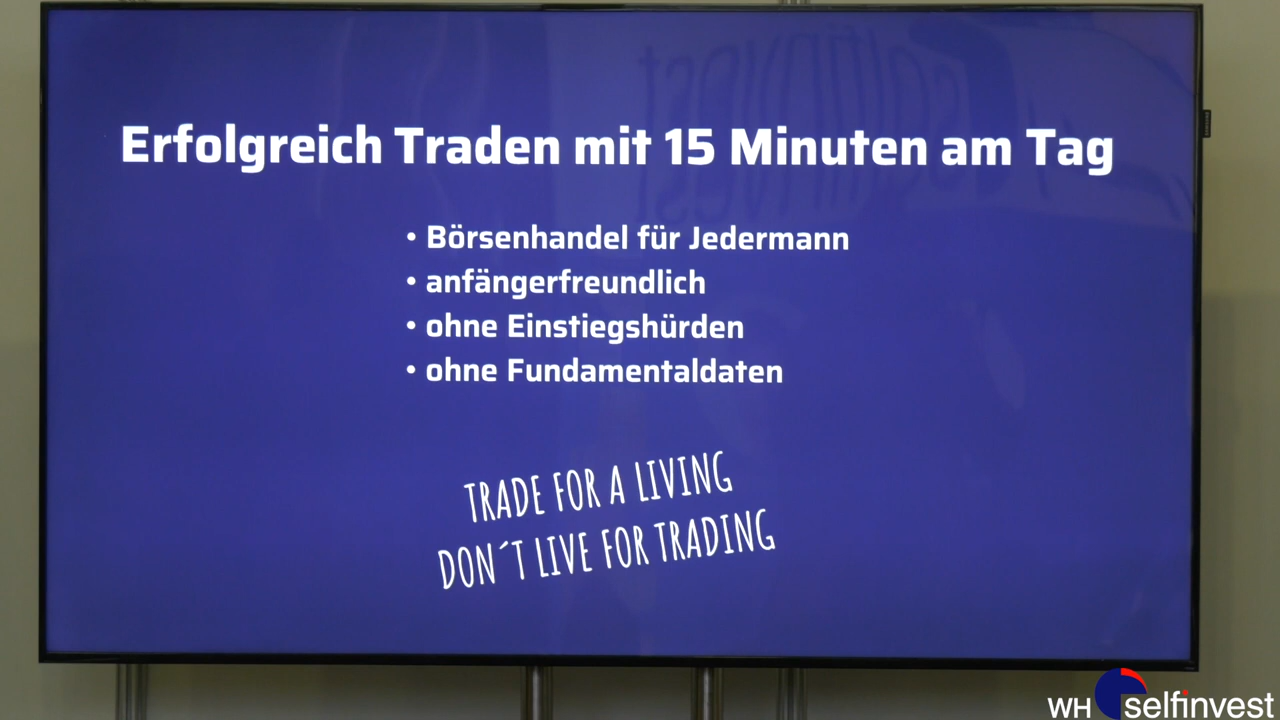 Erfolgreich Traden mit 15 Minuten am Tag
• Börsenhandel für Jedermann
• anfängerfreundlich
• ohne Einstiegshürden
• ohne Fundamentaldaten
TRADE FOR A LIVING
DON´T LIVE FOR TRADING
WH selfinvest